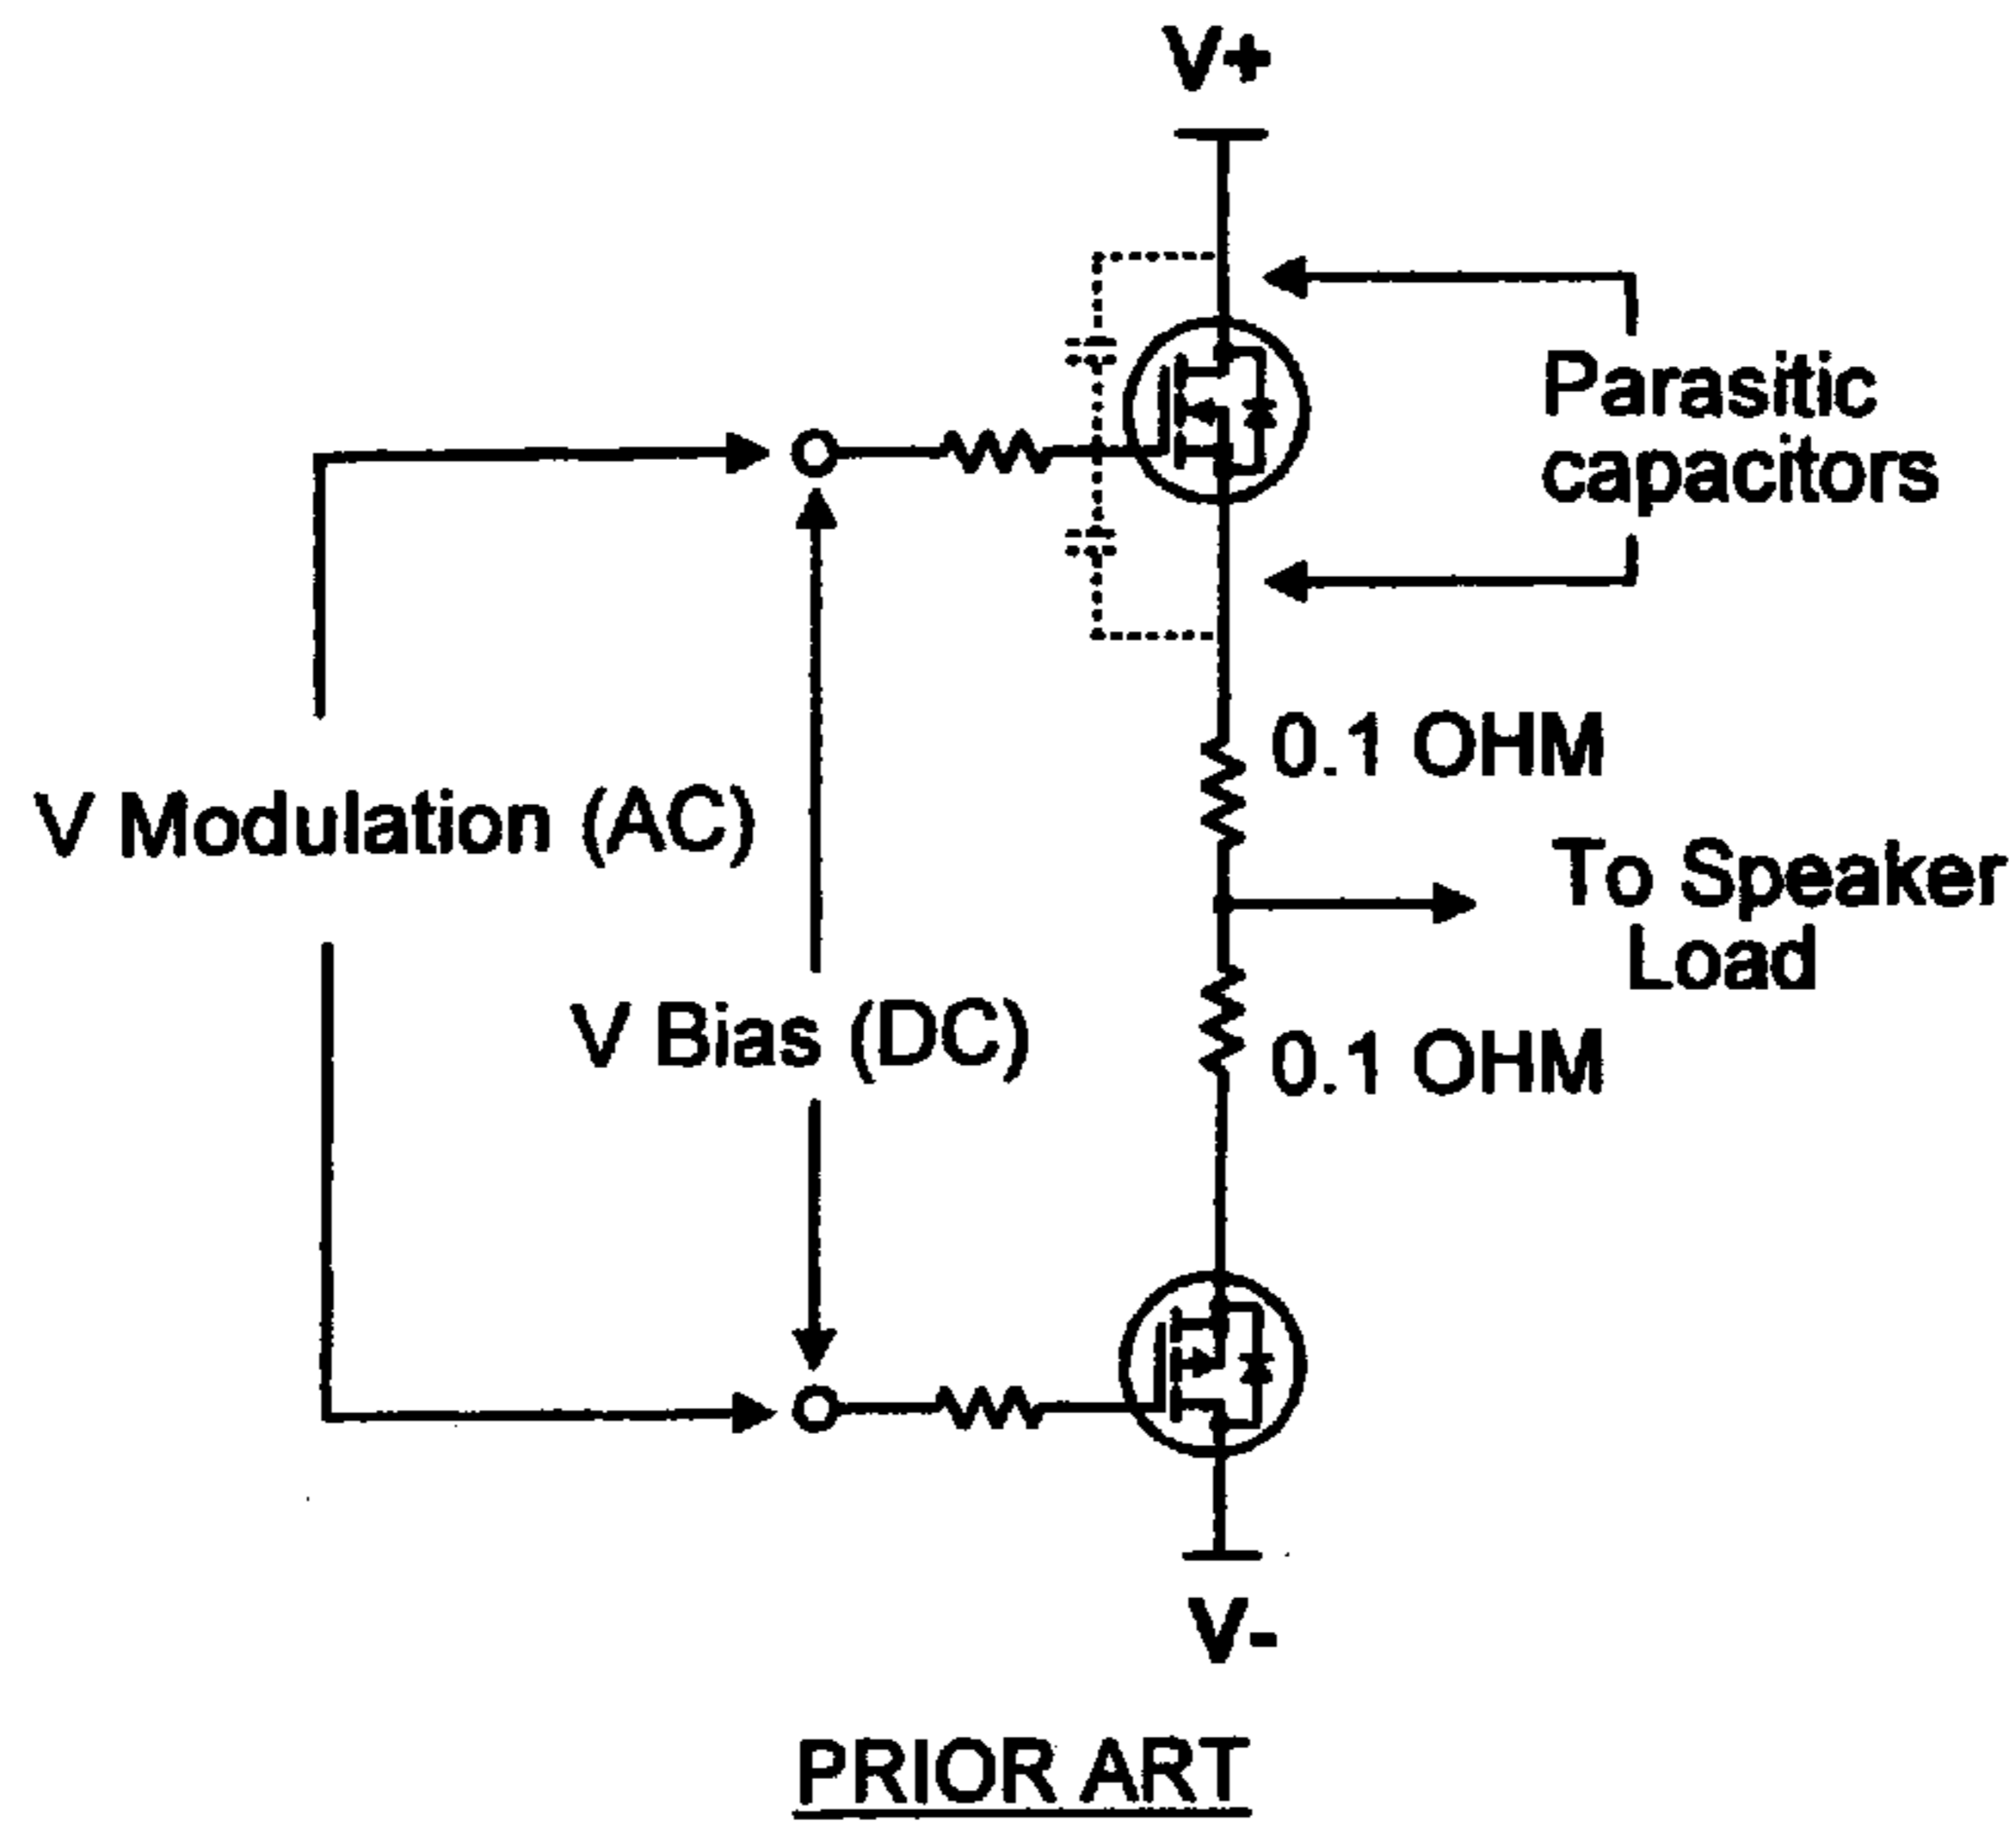 V+
Parasitic
capacitors
0.1 OHM
V Modulation (AC)
To Speaker
Load
V Bias (DC)
0.1 OHM
V-
PRIOR ART